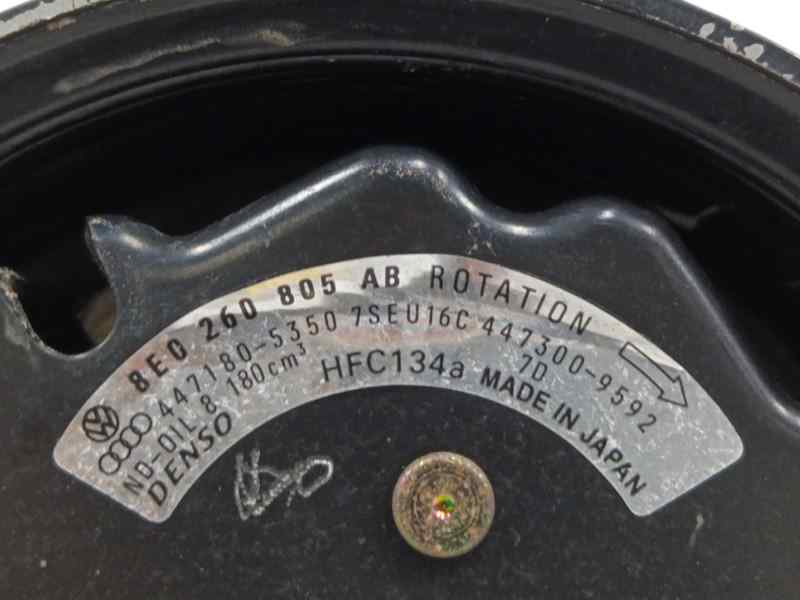 8E0 260 805 AB ROTATION
447180-5350 7SEU16C 447300-9592
ND-OIL 8 180cm³ HFC134a 7D
DENSO MADE IN JAPAN